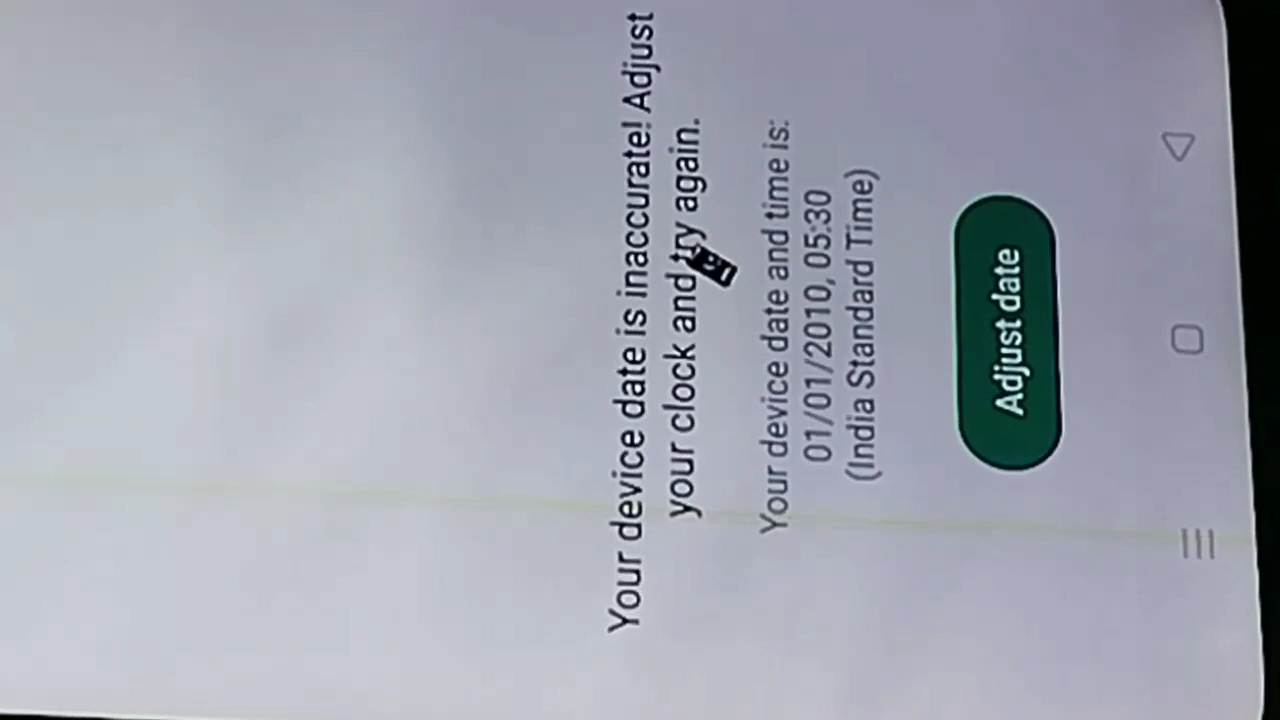 Your device date is inaccurate! Adjust
your clock and try again.
Your device date and time is:
01/01/2010, 05:30
(India Standard Time)
Adjust date